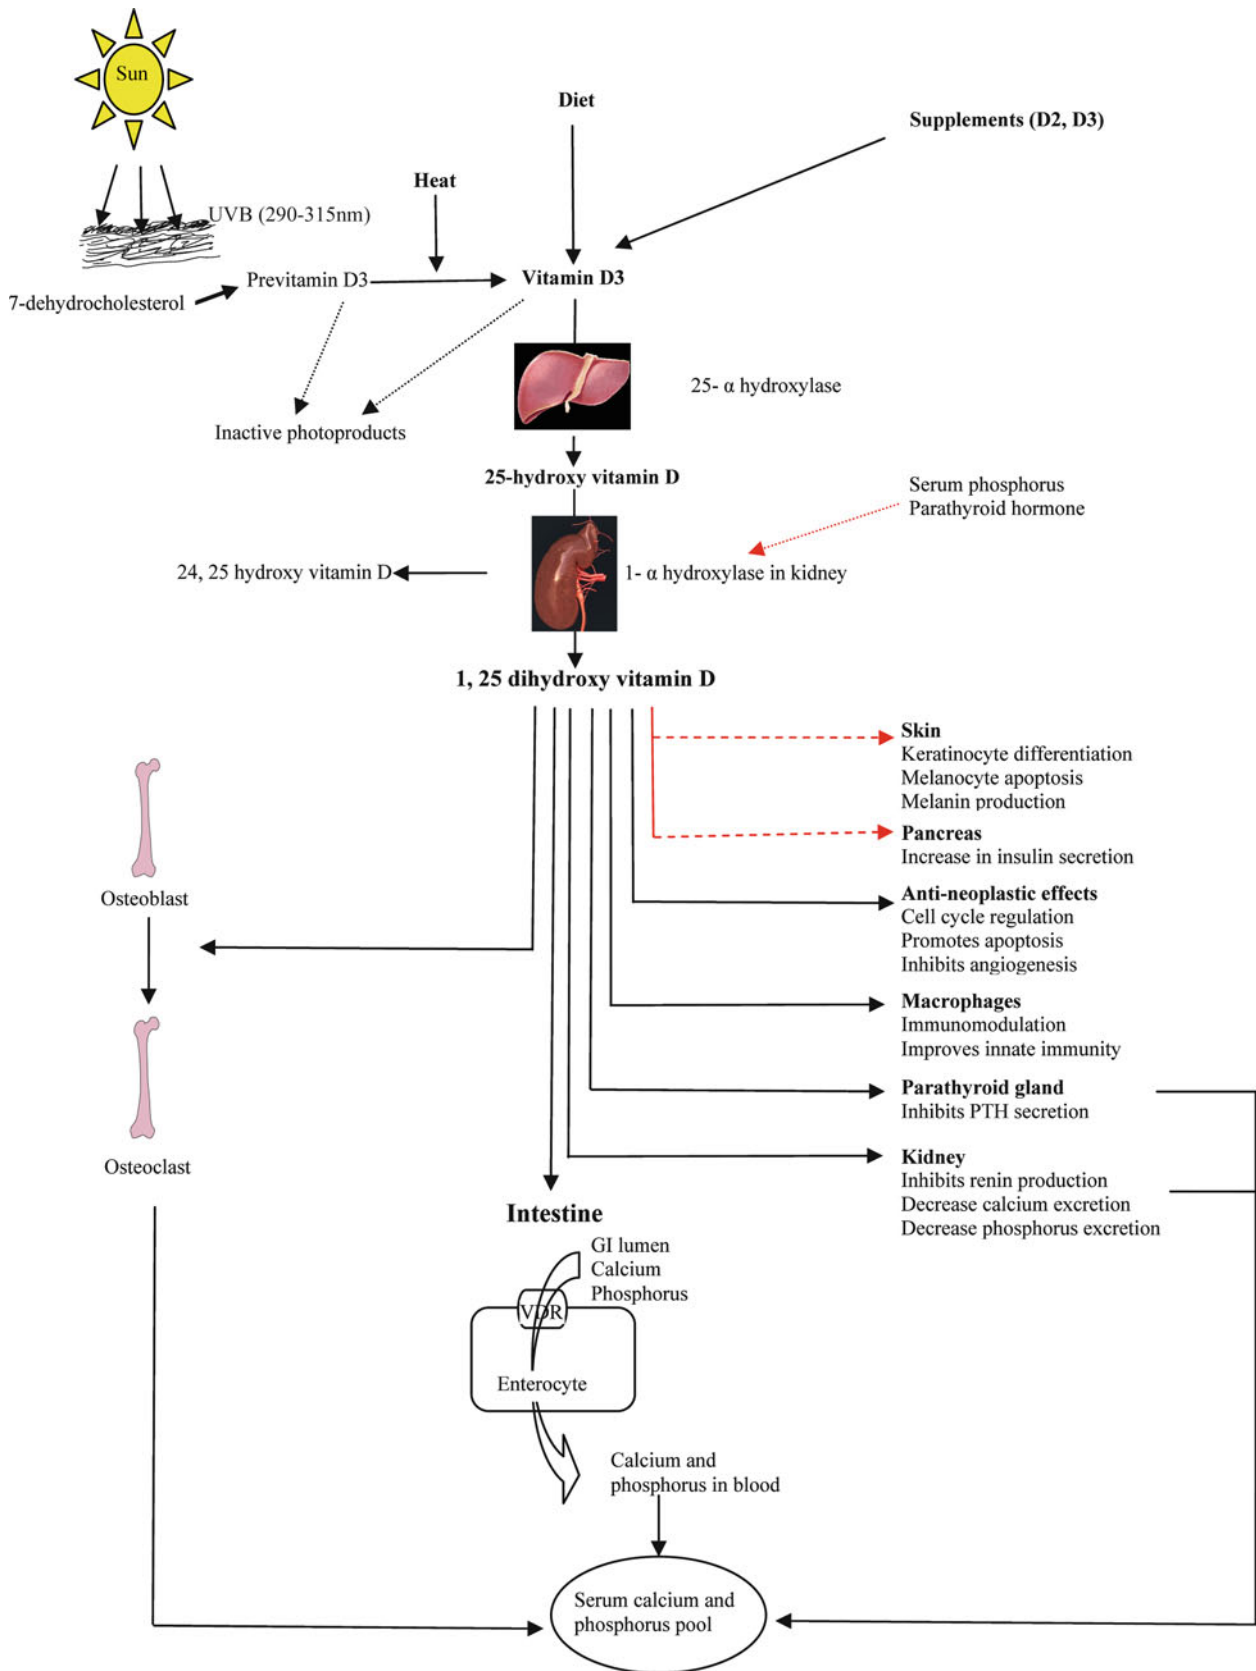 Sun
Diet
Supplements (D2, D3)
Heat
UVB (290-315nm)
Previtamin D3
Vitamin D3
7-dehydrocholesterol
25- α hydroxylase
Inactive photoproducts
25-hydroxy vitamin D
Serum phosphorus
Parathyroid hormone
24, 25 hydroxy vitamin D
1- α hydroxylase in kidney
1, 25 dihydroxy vitamin D
Skin
Keratinocyte differentiation
Melanocyte apoptosis
Melanin production
Pancreas
Increase in insulin secretion
Anti-neoplastic effects
Cell cycle regulation
Promotes apoptosis
Inhibits angiogenesis
Macrophages
Immunomodulation
Improves innate immunity
Parathyroid gland
Inhibits PTH secretion
Kidney
Inhibits renin production
Decrease calcium excretion
Decrease phosphorus excretion
Osteoblast
Osteoclast
Intestine
GI lumen
Calcium
Phosphorus
VDR
Enterocyte
Calcium and
phosphorus in blood
Serum calcium and
phosphorus pool